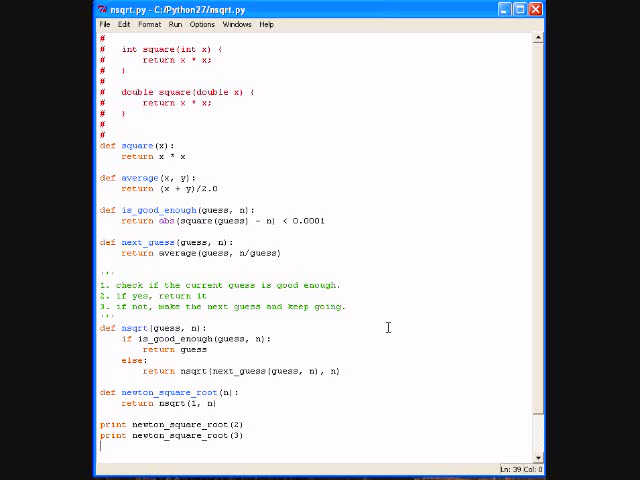 nsqrt.py - C:/Python27/nsqrt.py
File Edit Format Run Options Windows Help
#
# int square(int x) {
# return x * x;
# }
#
# double square(double x) {
# return x * x;
# }
#
#
def square(x):
return x * x
def average(x, y):
return (x + y)/2.0
def is_good_enough(guess, n):
return abs(square(guess) - n) < 0.0001
def next_guess(guess, n):
return average(guess, n/guess)
'''
1. check if the current guess is good enough.
2. if yes, return it
3. if not, make the next guess and keep going.
'''
def nsqrt(guess, n):
if is_good_enough(guess, n):
return guess
else:
return nsqrt(next_guess(guess, n), n)
def newton_square_root(n):
return nsqrt(1, n)
print newton_square_root(2)
print newton_square_root(3)
Ln: 39 Col: 0